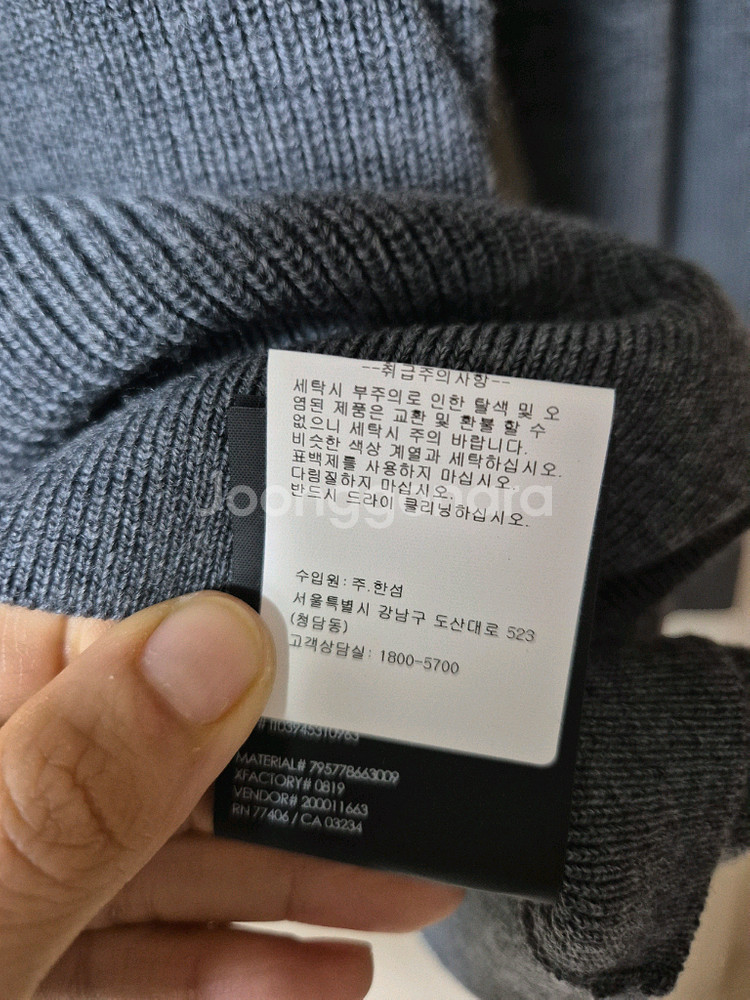 --취급주의사항--
세탁시 부주의로 인한 탈색 및 오
염된 제품은 교환 및 환불 할 수
없으니 세탁시 주의 바랍니다.
비슷한 색상 계열과 세탁하십시오.
표백제를 사용하지 마십시오.
다림질하지 마십시오.
반드시 드라이 클리닝하십시오.
Joonggonara
수입원: 주.한섬
서울특별시 강남구 도산대로 523
(청담동)
고객상담실: 1800-5700
MATERIAL# 795778663009
XFACTORY# 0819
VENDOR# 200011663
RN 77406 / CA 03234